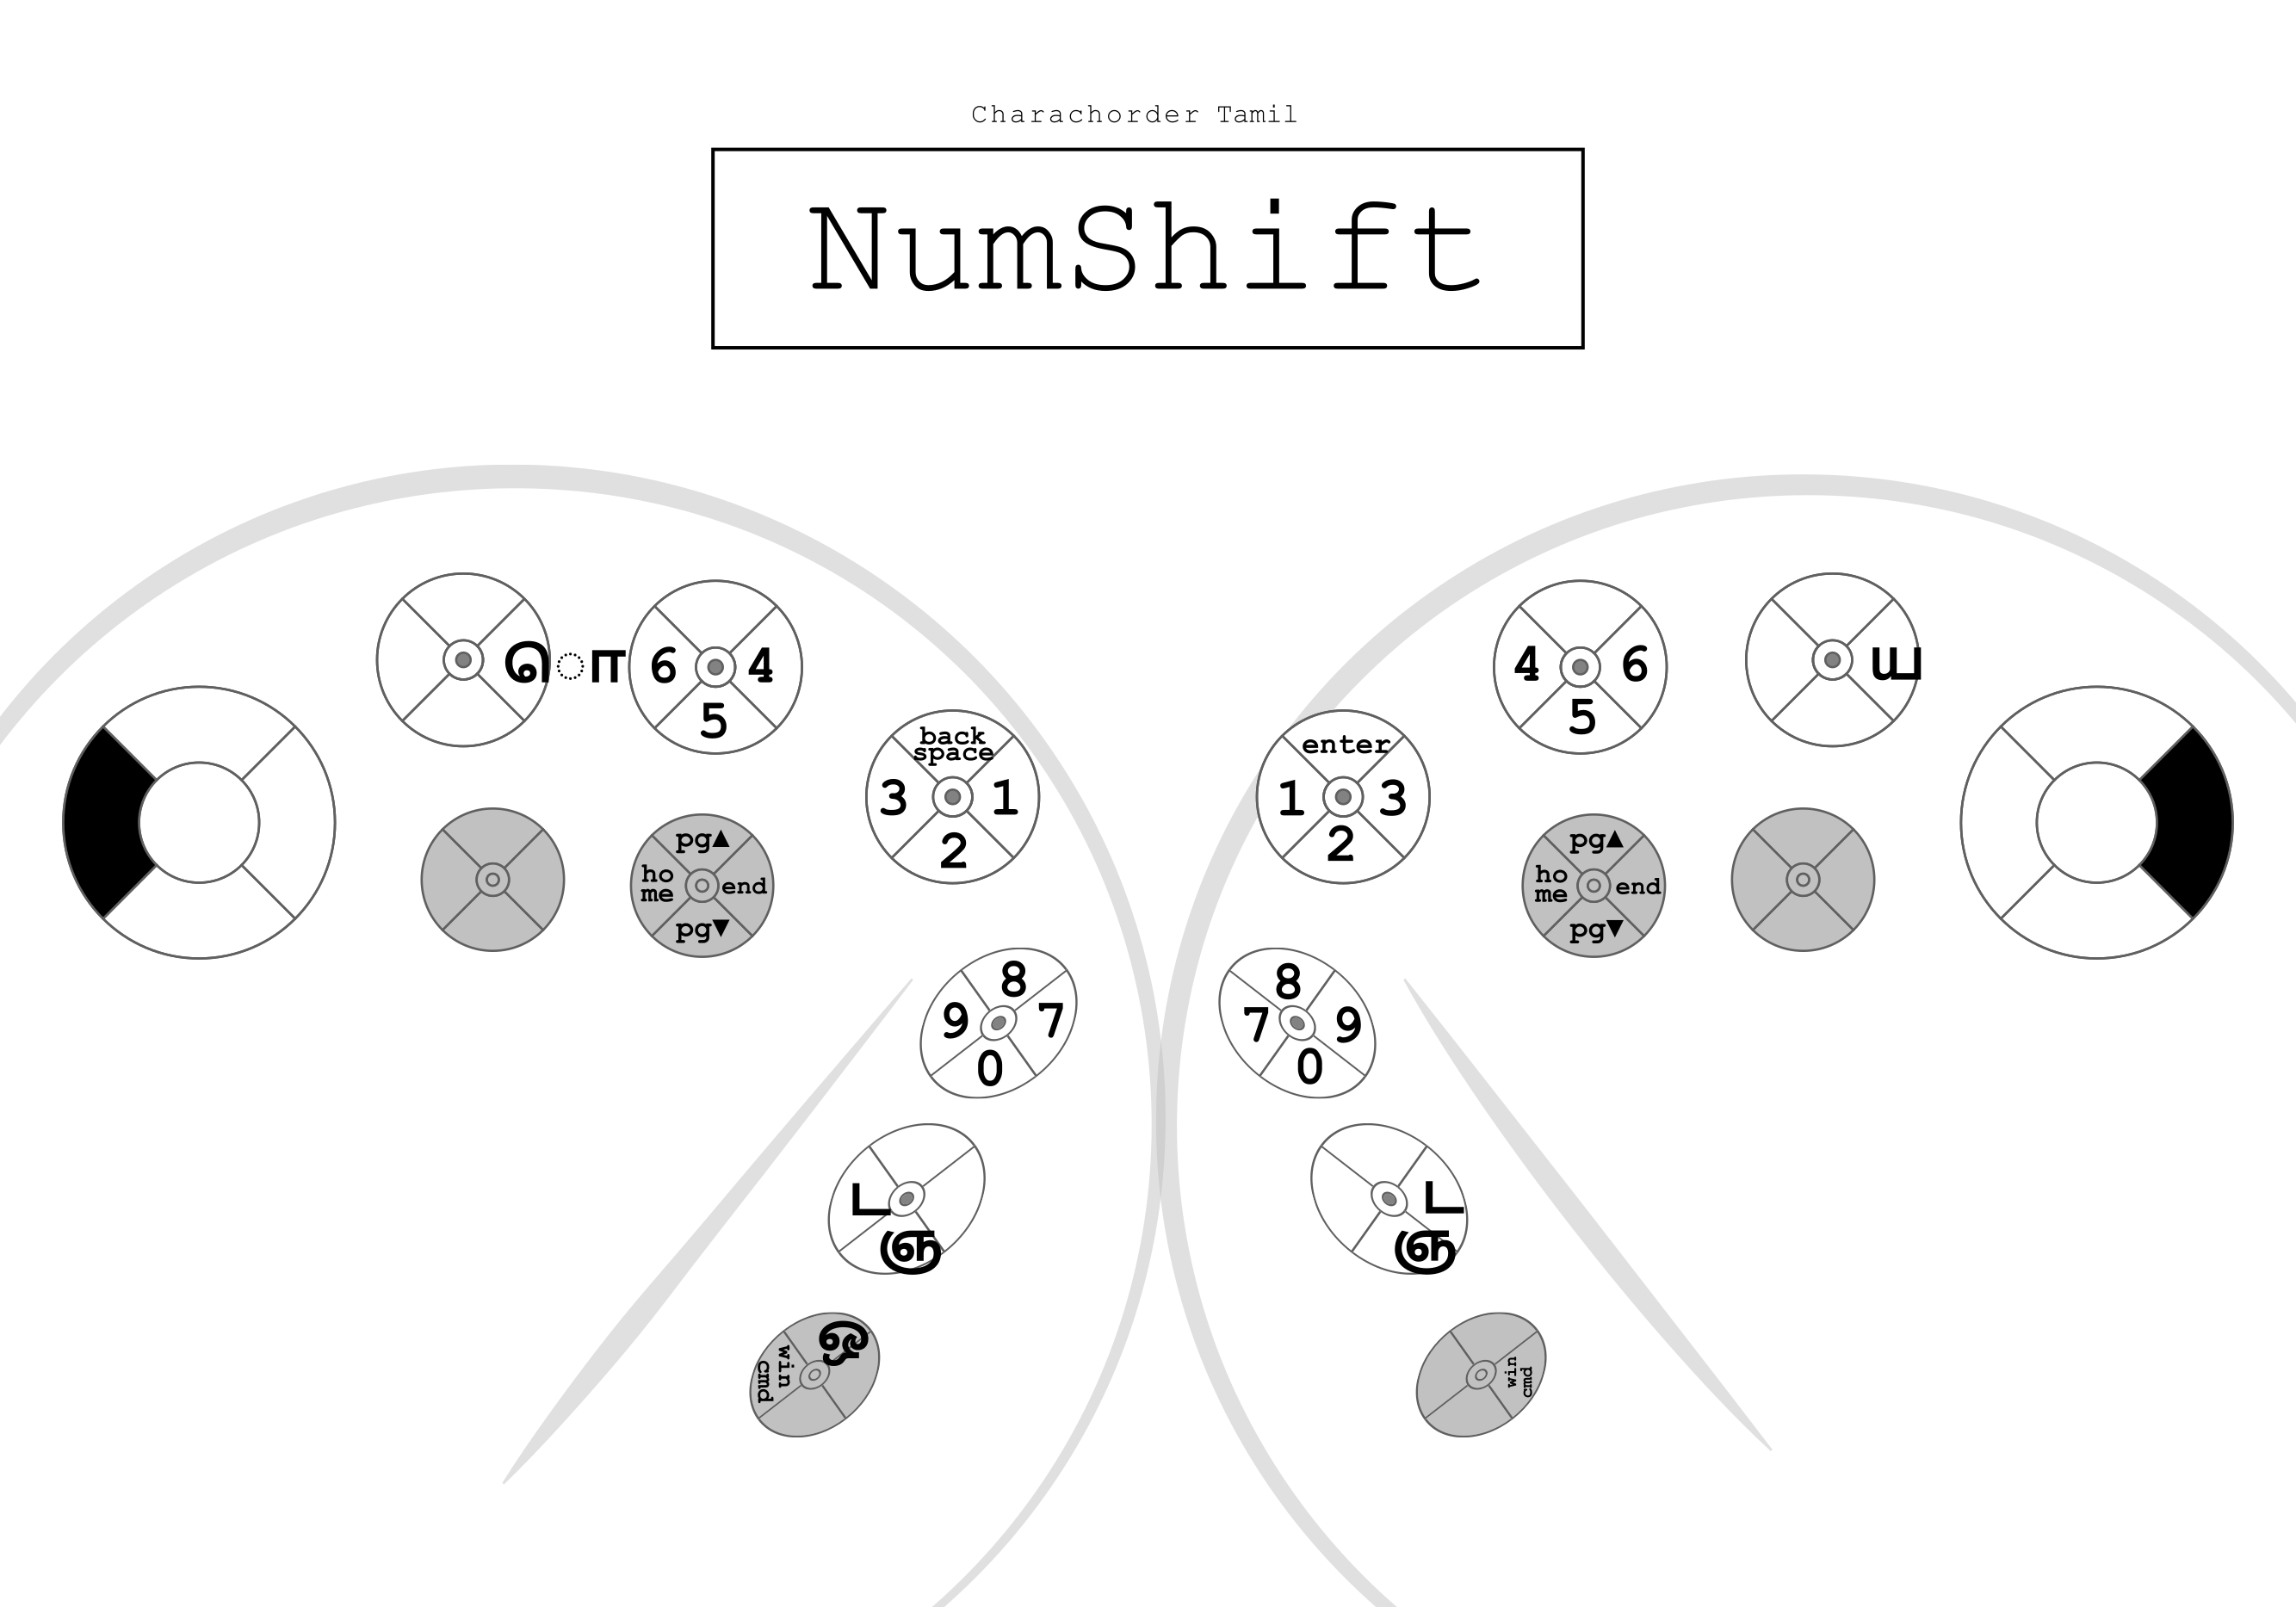 Charachorder Tamil
NumShift
ொ 6 4 5
4 6 5
ய
back
space
3 1
2
enter
1 3
2
pg▲
ho
me
end
pg▼
pg▲
ho
me
end
pg▼
8
9 7
0
8
7 9
0
ட
ஞ
ட
ஞ
win
cmd
win
cmd